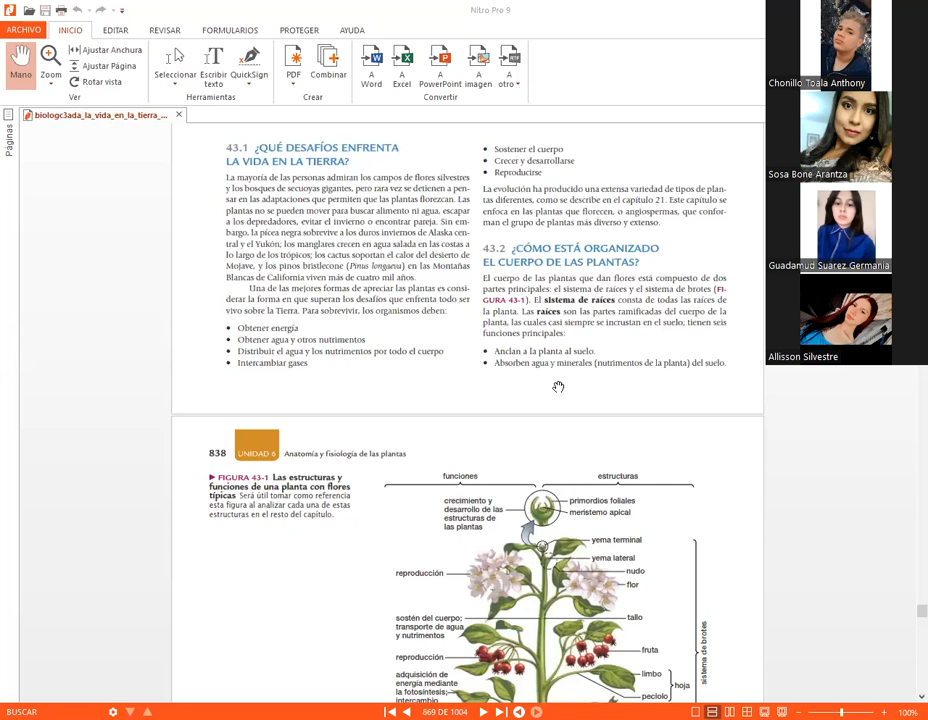 Nitro Pro 9
ARCHIVO INICIO EDITAR REVISAR FORMULARIOS PROTEGER AYUDA
Mano
Zoom
Ajustar Anchura
Ajustar Página
Rotar vista
Ver
Seleccionar
Escribir texto
QuickSign
Herramientas
PDF
Combinar
Crear
A Word
A Excel
A PowerPoint
A imagen
A otro
Convertir
Páginas
biologc3ada_la_vida_en_la_tierra_...
43.1 ¿QUÉ DESAFÍOS ENFRENTA
LA VIDA EN LA TIERRA?
La mayoría de las personas admiran los campos de flores silvestres
y los bosques de secuoyas gigantes, pero rara vez se detienen a pen-
sar en las adaptaciones que permiten que las plantas florezcan. Las
plantas no se pueden mover para buscar alimento ni agua, escapar
a los depredadores, evitar el invierno o encontrar pareja. Sin em-
bargo, la pícea negra sobrevive a los duros inviernos de Alaska cen-
tral y el Yukón; los manglares crecen en agua salada en las costas a
lo largo de los trópicos; los cactus soportan el calor del desierto de
Mojave, y los pinos bristlecone (Pinus longaeva) en las Montañas
Blancas de California viven más de cuatro mil años.
Una de las mejores formas de apreciar las plantas es consi-
derar la forma en que superan los desafíos que enfrenta todo ser
vivo sobre la Tierra. Para sobrevivir, los organismos deben:
• Obtener energía
• Obtener agua y otros nutrimentos
• Distribuir el agua y los nutrimentos por todo el cuerpo
• Intercambiar gases
• Sostener el cuerpo
• Crecer y desarrollarse
• Reproducirse
La evolución ha producido una extensa variedad de tipos de plan-
tas diferentes, como se describe en el capítulo 21. Este capítulo se
enfoca en las plantas que florecen, o angiospermas, que confor-
man el grupo de plantas más diverso y extenso.
43.2 ¿CÓMO ESTÁ ORGANIZADO
EL CUERPO DE LAS PLANTAS?
El cuerpo de las plantas que dan flores está compuesto de dos
partes principales: el sistema de raíces y el sistema de brotes (FI-
GURA 43-1). El sistema de raíces consta de todas las raíces de
la planta. Las raíces son las partes ramificadas del cuerpo de la
planta, las cuales casi siempre se incrustan en el suelo; tienen seis
funciones principales:
• Anclan a la planta al suelo.
• Absorben agua y minerales (nutrimentos de la planta) del suelo.
838 UNIDAD 6 Anatomía y fisiología de las plantas
▶ FIGURA 43-1 Las estructuras y
funciones de una planta con flores
típicas Será útil tomar como referencia
esta figura al analizar cada una de estas
estructuras en el resto del capítulo.
funciones
estructuras
crecimiento y
desarrollo de las
estructuras de
las plantas
primordios foliales
meristemo apical
yema terminal
yema lateral
nudo
flor
reproducción
sostén del cuerpo;
transporte de agua
y nutrimentos
tallo
reproducción
fruta
adquisición de
energía mediante
la fotosíntesis;
intercambio
limbo
hoja
peciolo
sistema de brotes
Chonillo Toala Anthony
Sosa Bone Arantza
Guadamud Suarez Germania
Allisson Silvestre
BUSCAR
869 DE 1004
100%